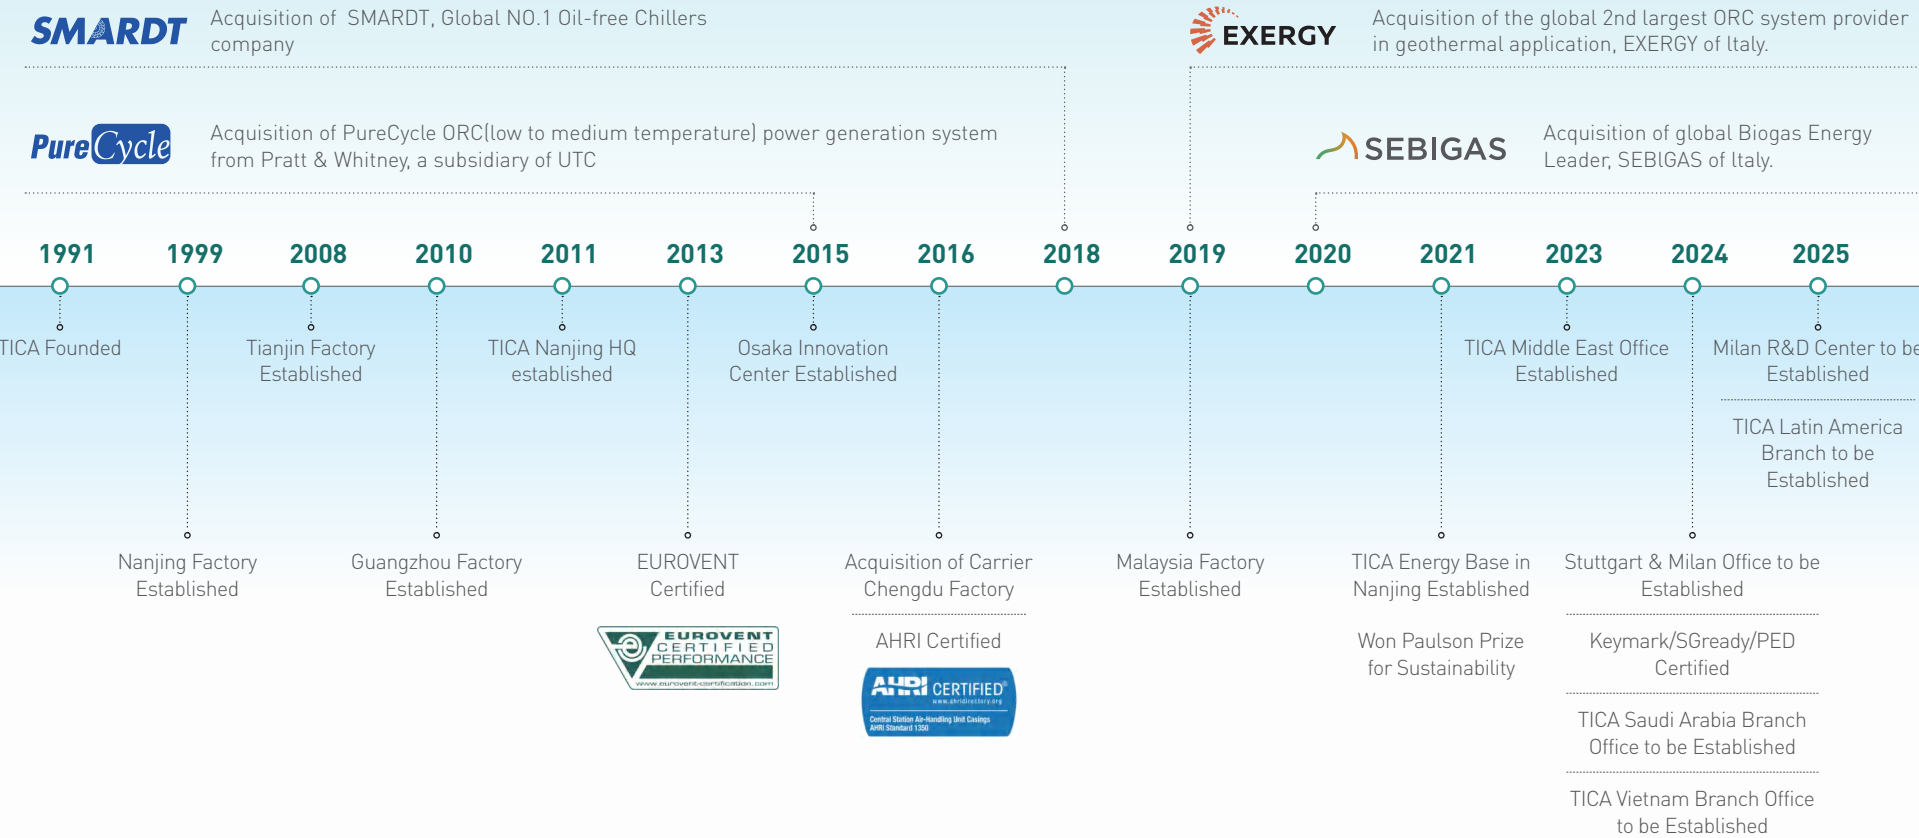 SMARDT
Acquisition of SMARDT, Global NO.1 Oil-free Chillers
company
EXERGY
Acquisition of the global 2nd largest ORC system provider
in geothermal application, EXERGY of ltaly.
PureCycle
Acquisition of PureCycle ORC(low to medium temperature) power generation system
from Pratt & Whitney, a subsidiary of UTC
SEBIGAS
Acquisition of global Biogas Energy
Leader, SEBlGAS of ltaly.
1991
1999
2008
2010
2011
2013
2015
2016
2018
2019
2020
2021
2023
2024
2025
TICA Founded
Tianjin Factory
Established
TICA Nanjing HQ
established
Osaka Innovation
Center Established
TICA Middle East Office
Established
Milan R&D Center to be
Established
TICA Latin America
Branch to be
Established
Nanjing Factory
Established
Guangzhou Factory
Established
EUROVENT
Certified
e
EUROVENT
CERTIFIED
PERFORMANCE
www.eurovent-certification.com
Acquisition of Carrier
Chengdu Factory
AHRI Certified
AHRI CERTIFIED®
www.ahridirectory.org
Central Station Air-Handling Unit Casings
AHRI Standard 1350
Malaysia Factory
Established
TICA Energy Base in
Nanjing Established
Won Paulson Prize
for Sustainability
Stuttgart & Milan Office to be
Established
Keymark/SGready/PED
Certified
TICA Saudi Arabia Branch
Office to be Established
TICA Vietnam Branch Office
to be Established